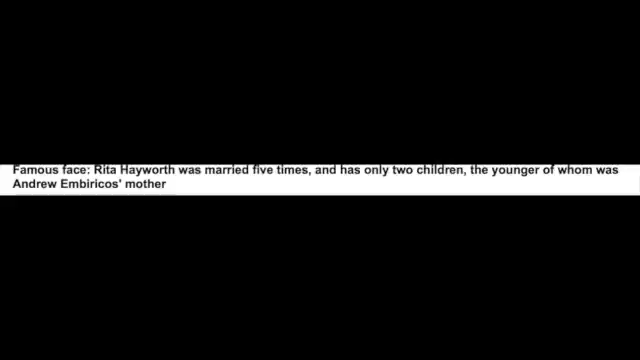 Famous face: Rita Hayworth was married five times, and has only two children, the younger of whom was
Andrew Embiricos' mother